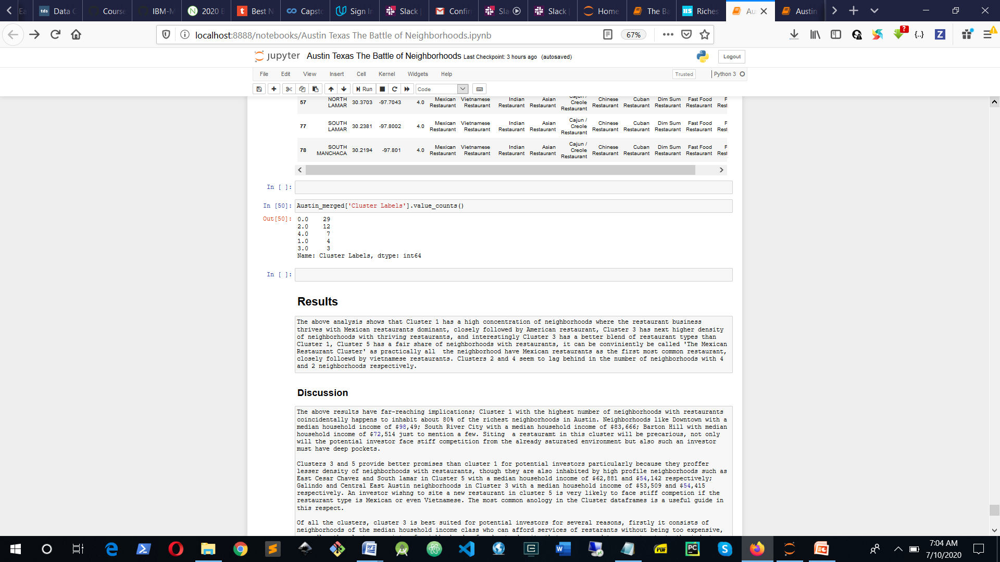 Data
Course
IBM-M
2020 E
Best N
Capsto
Sign In
Slack
Confir
Sla
Slack
Home
The Ba
Riches
Au
Austin
localhost:8888/notebooks/Austin Texas The Battle of Neighborhoods.ipynb
67%
jupyter Austin Texas The Battle of Neighborhoods Last Checkpoint: 3 hours ago (autosaved)
Logout
File Edit View Insert Cell Kernel Widgets Help
Trusted
Python 3
Run
Code
57 NORTH LAMAR 30.3703 -97.7043 4.0 Mexican Restaurant Vietnamese Restaurant Indian Restaurant Asian Restaurant Cajun / Creole Restaurant Chinese Restaurant Cuban Restaurant Dim Sum Restaurant Fast Food Restaurant F Rest
77 SOUTH LAMAR 30.2381 -97.8002 4.0 Mexican Restaurant Vietnamese Restaurant Indian Restaurant Asian Restaurant Cajun / Creole Restaurant Chinese Restaurant Cuban Restaurant Dim Sum Restaurant Fast Food Restaurant F Rest
78 SOUTH MANCHACA 30.2194 -97.801 4.0 Mexican Restaurant Vietnamese Restaurant Indian Restaurant Asian Restaurant Cajun / Creole Restaurant Chinese Restaurant Cuban Restaurant Dim Sum Restaurant Fast Food Restaurant F Rest
In [ ]:
In [50]: Austin_merged['Cluster Labels'].value_counts()
Out[50]: 0.0 29
2.0 12
4.0 7
1.0 4
3.0 3
Name: Cluster Labels, dtype: int64
In [ ]:
Results
The above analysis shows that Cluster 1 has a high concentration of neighborhoods where the restaurant business
thrives with Mexican restaurants dominant, closely followed by American restaurant, Cluster 3 has next higher density
of neighborhoods with thriving restaurants, and interestingly Cluster 3 has a better blend of restaurant types than
Cluster 1, Cluster 5 has a fair share of neighborhoods with restaurants, it can be conviniently be called 'The Mexican
Restaurant Cluster' as practically all  the neighborhood have Mexican restaurants as the first most common restaurant,
closely folloewd by vietnamese restaurants. Clusters 2 and 4 seem to lag behind in the number of neighborhoods with 4
and 2 neighborhoods respectively.
Discussion
The above results have far-reaching implications; Cluster 1 with the highest number of neighborhoods with restaurants
coincidentally happens to inhabit about 80% of the richest neighborhoods in Austin. Neighborhoods like Downtown with a
median household income of $98,49; South River City with a median household income of $83,666; Barton Hill with median
household income of $72,514 just to mention a few. Siting  a restauramt in this cluster will be precarious, not only
will the potential investor face stiff competition from the already saturated environment but also such an investor
must have deep pockets.
Clusters 3 and 5 provide better promises than cluster 1 for potential investors particularly because they proffer
lesser density of neighborhoods with restaurants, though they are also inhabited by high profile neighborhoods such as
East Cesar Chavez and South lamar in Cluster 5 with a median household income of $62,881 and $54,142 respectively;
Galindo and Central East Austin neighborhoods in Cluster 3 with a median household income of $53,509 and $54,415
respectively. An investor wishng to site a new restaurant in cluster 5 is very likely to face stiff competion if the
restaurant type is Mexican or even Vietnamese. The most common anology in the Cluster dataframes is a useful guide in
this respect.
Of all the clusters, cluster 3 is best suited for potential investors for several reasons, firstly it consists of
neighborhoods of the median household income class who can afford services of restarants without being too expensive,
7:04 AM
7/10/2020